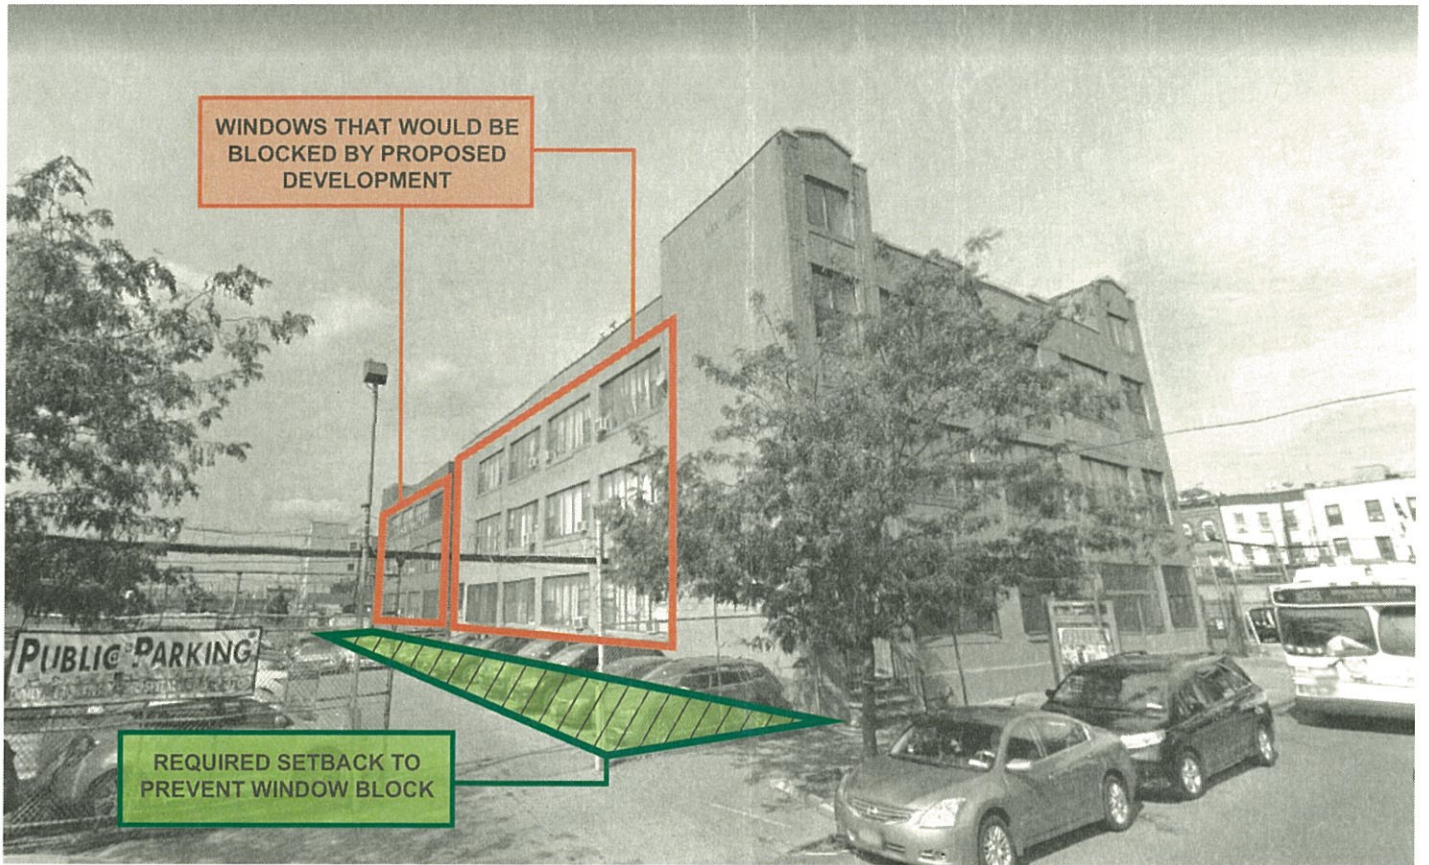 WINDOWS THAT WOULD BE
BLOCKED BY PROPOSED
DEVELOPMENT
PUBLIC PARKING
REQUIRED SETBACK TO
PREVENT WINDOW BLOCK